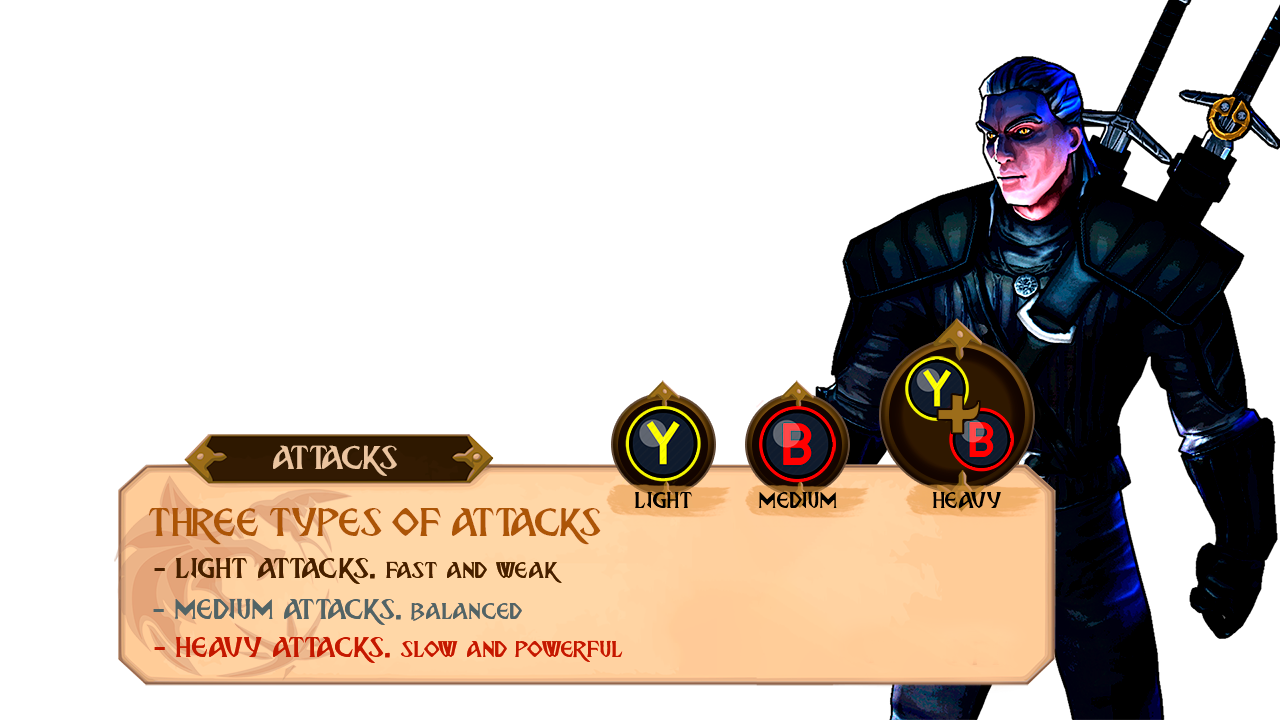 Y
B
Y
+
B
LIGHT
MEDIUM
HEAVY
ATTACKS
THREE TYPES OF ATTACKS
- LIGHT ATTACKS. FAST AND WEAK
- MEDIUM ATTACKS. BALANCED
- HEAVY ATTACKS. SLOW AND POWERFUL